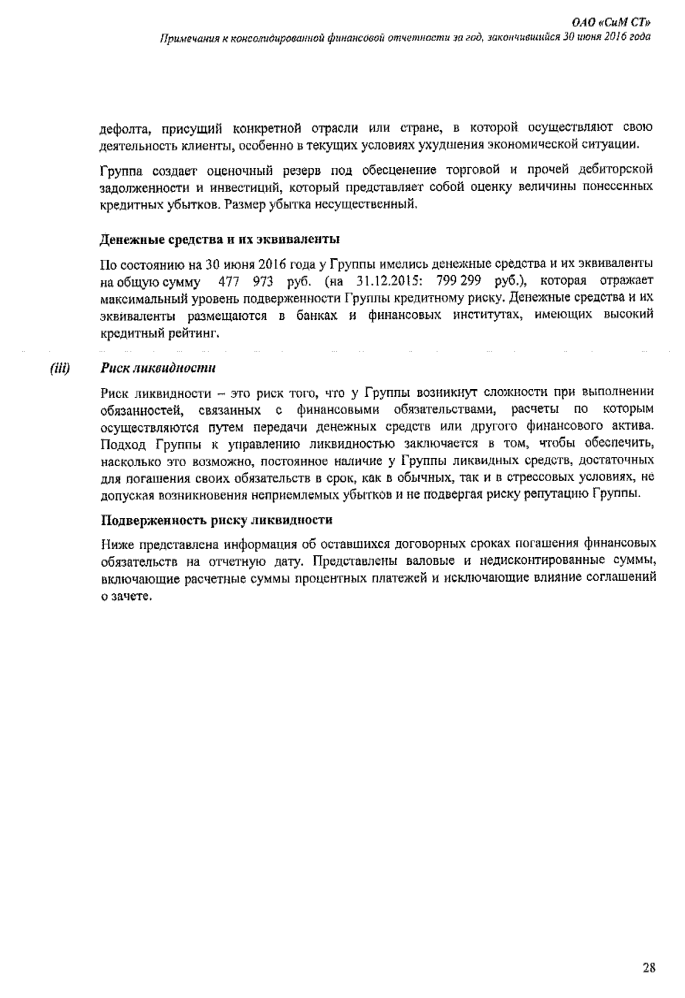 ОАО «СиМ СТ»
Примечания к консолидированной финансовой отчетности за год, закончившийся 30 июня 2016 года
дефолта, присущий конкретной отрасли или стране, в которой осуществляют свою
деятельность клиенты, особенно в текущих условиях ухудшения экономической ситуации.
Группа создает оценочный резерв под обесценение торговой и прочей дебиторской
задолженности и инвестиций, который представляет собой оценку величины понесенных
кредитных убытков. Размер убытка несущественный.
Денежные средства и их эквиваленты
По состоянию на 30 июня 2016 года у Группы имелись денежные средства и их эквиваленты
на общую сумму 477 973 руб. (на 31.12.2015: 799 299 руб.), которая отражает
максимальный уровень подверженности Группы кредитному риску. Денежные средства и их
эквиваленты размещаются в банках и финансовых институтах, имеющих высокий
кредитный рейтинг.
(iii) Риск ликвидности
Риск ликвидности – это риск того, что у Группы возникнут сложности при выполнении
обязанностей, связанных с финансовыми обязательствами, расчеты по которым
осуществляются путем передачи денежных средств или другого финансового актива.
Подход Группы к управлению ликвидностью заключается в том, чтобы обеспечить,
насколько это возможно, постоянное наличие у Группы ликвидных средств, достаточных
для погашения своих обязательств в срок, как в обычных, так и в стрессовых условиях, не
допуская возникновения неприемлемых убытков и не подвергая риску репутацию Группы.
Подверженность риску ликвидности
Ниже представлена информация об оставшихся договорных сроках погашения финансовых
обязательств на отчетную дату. Представлены валовые и недисконтированные суммы,
включающие расчетные суммы процентных платежей и исключающие влияние соглашений
о зачете.
28